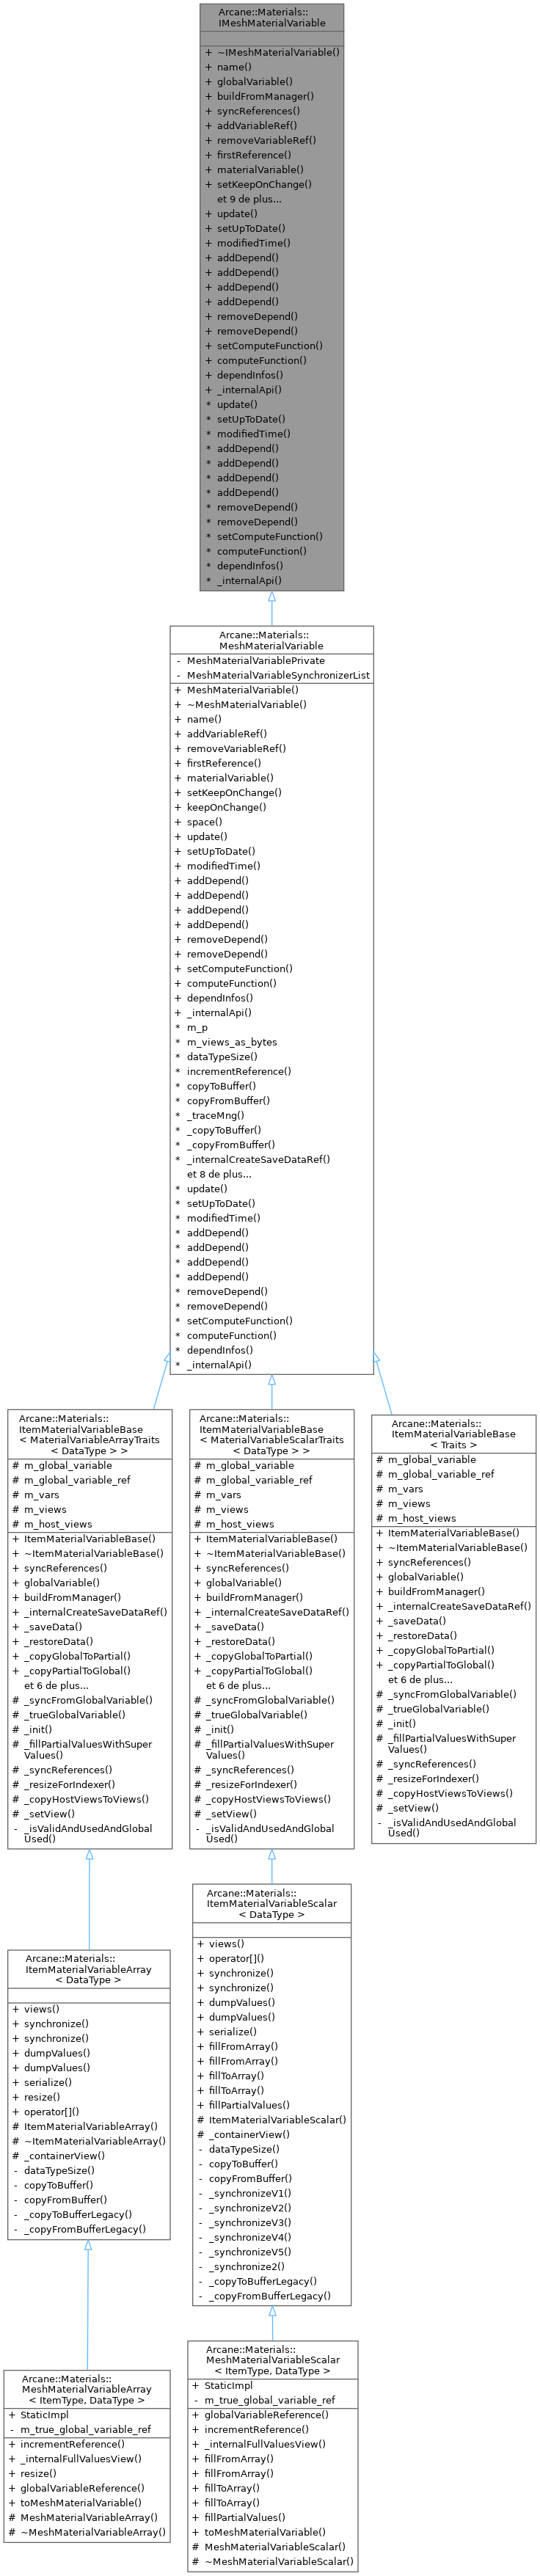 Arcane::Materials::
IMeshMaterialVariable
+ ~IMeshMaterialVariable()
+ name()
+ globalVariable()
+ buildFromManager()
+ syncReferences()
+ addVariableRef()
+ removeVariableRef()
+ firstReference()
+ materialVariable()
+ setKeepOnChange()
et 9 de plus...
+ update()
+ setUpToDate()
+ modifiedTime()
+ addDepend()
+ addDepend()
+ addDepend()
+ addDepend()
+ removeDepend()
+ removeDepend()
+ setComputeFunction()
+ computeFunction()
+ dependInfos()
+ _internalApi()
* update()
* setUpToDate()
* modifiedTime()
* addDepend()
* addDepend()
* addDepend()
* addDepend()
* removeDepend()
* removeDepend()
* setComputeFunction()
* computeFunction()
* dependInfos()
* _internalApi()
Arcane::Materials::
MeshMaterialVariable
- MeshMaterialVariablePrivate
- MeshMaterialVariableSynchronizerList
+ MeshMaterialVariable()
+ ~MeshMaterialVariable()
+ name()
+ addVariableRef()
+ removeVariableRef()
+ firstReference()
+ materialVariable()
+ setKeepOnChange()
+ keepOnChange()
+ space()
+ update()
+ setUpToDate()
+ modifiedTime()
+ addDepend()
+ addDepend()
+ addDepend()
+ addDepend()
+ removeDepend()
+ removeDepend()
+ setComputeFunction()
+ computeFunction()
+ dependInfos()
+ _internalApi()
* m_p
* m_views_as_bytes
* dataTypeSize()
* incrementReference()
* copyToBuffer()
* copyFromBuffer()
* _traceMng()
* _copyToBuffer()
* _copyFromBuffer()
* _internalCreateSaveDataRef()
et 8 de plus...
* update()
* setUpToDate()
* modifiedTime()
* addDepend()
* addDepend()
* addDepend()
* addDepend()
* removeDepend()
* removeDepend()
* setComputeFunction()
* computeFunction()
* dependInfos()
* _internalApi()
Arcane::Materials::
ItemMaterialVariableBase
< MaterialVariableArrayTraits
< DataType > >
# m_global_variable
# m_global_variable_ref
# m_vars
# m_views
# m_host_views
+ ItemMaterialVariableBase()
+ ~ItemMaterialVariableBase()
+ syncReferences()
+ globalVariable()
+ buildFromManager()
+ _internalCreateSaveDataRef()
+ _saveData()
+ _restoreData()
+ _copyGlobalToPartial()
+ _copyPartialToGlobal()
et 6 de plus...
# _syncFromGlobalVariable()
# _trueGlobalVariable()
# _init()
# _fillPartialValuesWithSuper
Values()
# _syncReferences()
# _resizeForIndexer()
# _copyHostViewsToViews()
# _setView()
- _isValidAndUsedAndGlobal
Used()
Arcane::Materials::
ItemMaterialVariableBase
< MaterialVariableScalarTraits
< DataType > >
# m_global_variable
# m_global_variable_ref
# m_vars
# m_views
# m_host_views
+ ItemMaterialVariableBase()
+ ~ItemMaterialVariableBase()
+ syncReferences()
+ globalVariable()
+ buildFromManager()
+ _internalCreateSaveDataRef()
+ _saveData()
+ _restoreData()
+ _copyGlobalToPartial()
+ _copyPartialToGlobal()
et 6 de plus...
# _syncFromGlobalVariable()
# _trueGlobalVariable()
# _init()
# _fillPartialValuesWithSuper
Values()
# _syncReferences()
# _resizeForIndexer()
# _copyHostViewsToViews()
# _setView()
- _isValidAndUsedAndGlobal
Used()
Arcane::Materials::
ItemMaterialVariableBase
< Traits >
# m_global_variable
# m_global_variable_ref
# m_vars
# m_views
# m_host_views
+ ItemMaterialVariableBase()
+ ~ItemMaterialVariableBase()
+ syncReferences()
+ globalVariable()
+ buildFromManager()
+ _internalCreateSaveDataRef()
+ _saveData()
+ _restoreData()
+ _copyGlobalToPartial()
+ _copyPartialToGlobal()
et 6 de plus...
# _syncFromGlobalVariable()
# _trueGlobalVariable()
# _init()
# _fillPartialValuesWithSuper
Values()
# _syncReferences()
# _resizeForIndexer()
# _copyHostViewsToViews()
# _setView()
- _isValidAndUsedAndGlobal
Used()
Arcane::Materials::
ItemMaterialVariableArray
< DataType >
+ views()
+ synchronize()
+ synchronize()
+ dumpValues()
+ dumpValues()
+ serialize()
+ resize()
+ operator[]()
# ItemMaterialVariableArray()
# ~ItemMaterialVariableArray()
# _containerView()
- dataTypeSize()
- copyToBuffer()
- copyFromBuffer()
- _copyToBufferLegacy()
- _copyFromBufferLegacy()
Arcane::Materials::
ItemMaterialVariableScalar
< DataType >
+ views()
+ operator[]()
+ synchronize()
+ synchronize()
+ dumpValues()
+ dumpValues()
+ serialize()
+ fillFromArray()
+ fillFromArray()
+ fillToArray()
+ fillToArray()
+ fillPartialValues()
# ItemMaterialVariableScalar()
# _containerView()
- dataTypeSize()
- copyToBuffer()
- copyFromBuffer()
- _synchronizeV1()
- _synchronizeV2()
- _synchronizeV3()
- _synchronizeV4()
- _synchronizeV5()
- _synchronize2()
- _copyToBufferLegacy()
- _copyFromBufferLegacy()
Arcane::Materials::
MeshMaterialVariableArray
< ItemType, DataType >
+ StaticImpl
- m_true_global_variable_ref
+ incrementReference()
+ _internalFullValuesView()
+ resize()
+ globalVariableReference()
+ toMeshMaterialVariable()
# MeshMaterialVariableArray()
# ~MeshMaterialVariableArray()
Arcane::Materials::
MeshMaterialVariableScalar
< ItemType, DataType >
+ StaticImpl
- m_true_global_variable_ref
+ globalVariableReference()
+ incrementReference()
+ _internalFullValuesView()
+ fillFromArray()
+ fillFromArray()
+ fillToArray()
+ fillToArray()
+ fillPartialValues()
+ toMeshMaterialVariable()
# MeshMaterialVariableScalar()
# ~MeshMaterialVariableScalar()